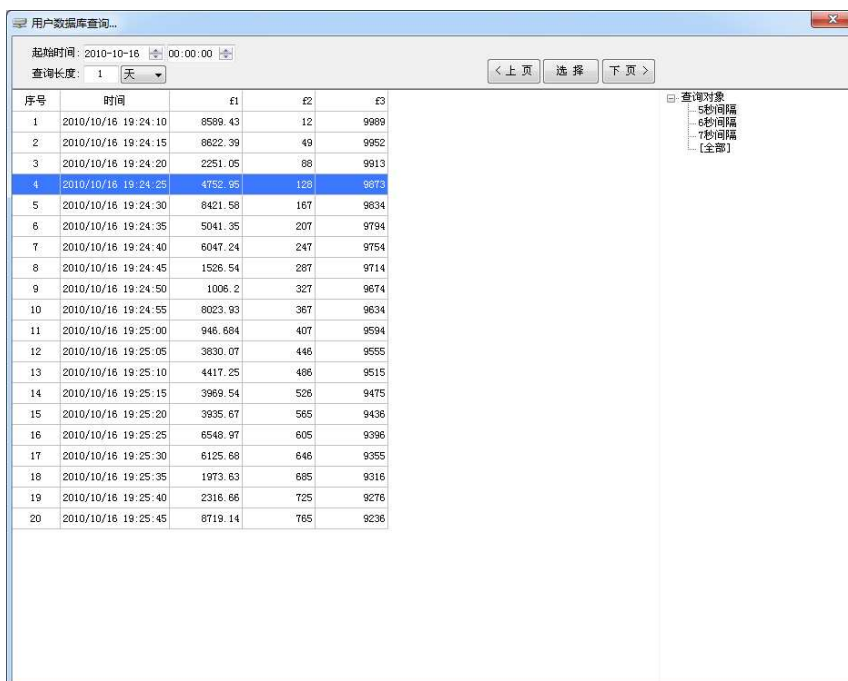 用户数据库查询...
起始时间: 2010-10-16 00:00:00
查询长度: 1 天
<上页 选择 下页>
序号 时间 f1 f2 f3
1 2010/10/16 19:24:10 8589.43 12 9989
2 2010/10/16 19:24:15 8622.39 49 9952
3 2010/10/16 19:24:20 2251.05 88 9913
4 2010/10/16 19:24:25 4752.95 128 9873
5 2010/10/16 19:24:30 8421.58 167 9834
6 2010/10/16 19:24:35 5041.35 207 9794
7 2010/10/16 19:24:40 6047.24 247 9754
8 2010/10/16 19:24:45 1526.54 287 9714
9 2010/10/16 19:24:50 1006.2 327 9674
10 2010/10/16 19:24:55 8023.93 367 9634
11 2010/10/16 19:25:00 946.684 407 9594
12 2010/10/16 19:25:05 3830.07 446 9555
13 2010/10/16 19:25:10 4417.25 486 9515
14 2010/10/16 19:25:15 3969.54 526 9475
15 2010/10/16 19:25:20 3935.67 565 9436
16 2010/10/16 19:25:25 6548.97 605 9396
17 2010/10/16 19:25:30 6125.68 646 9355
18 2010/10/16 19:25:35 1973.63 685 9316
19 2010/10/16 19:25:40 2316.66 725 9276
20 2010/10/16 19:25:45 8719.14 765 9236
查询对象
5秒间隔
6秒间隔
7秒间隔
[全部]